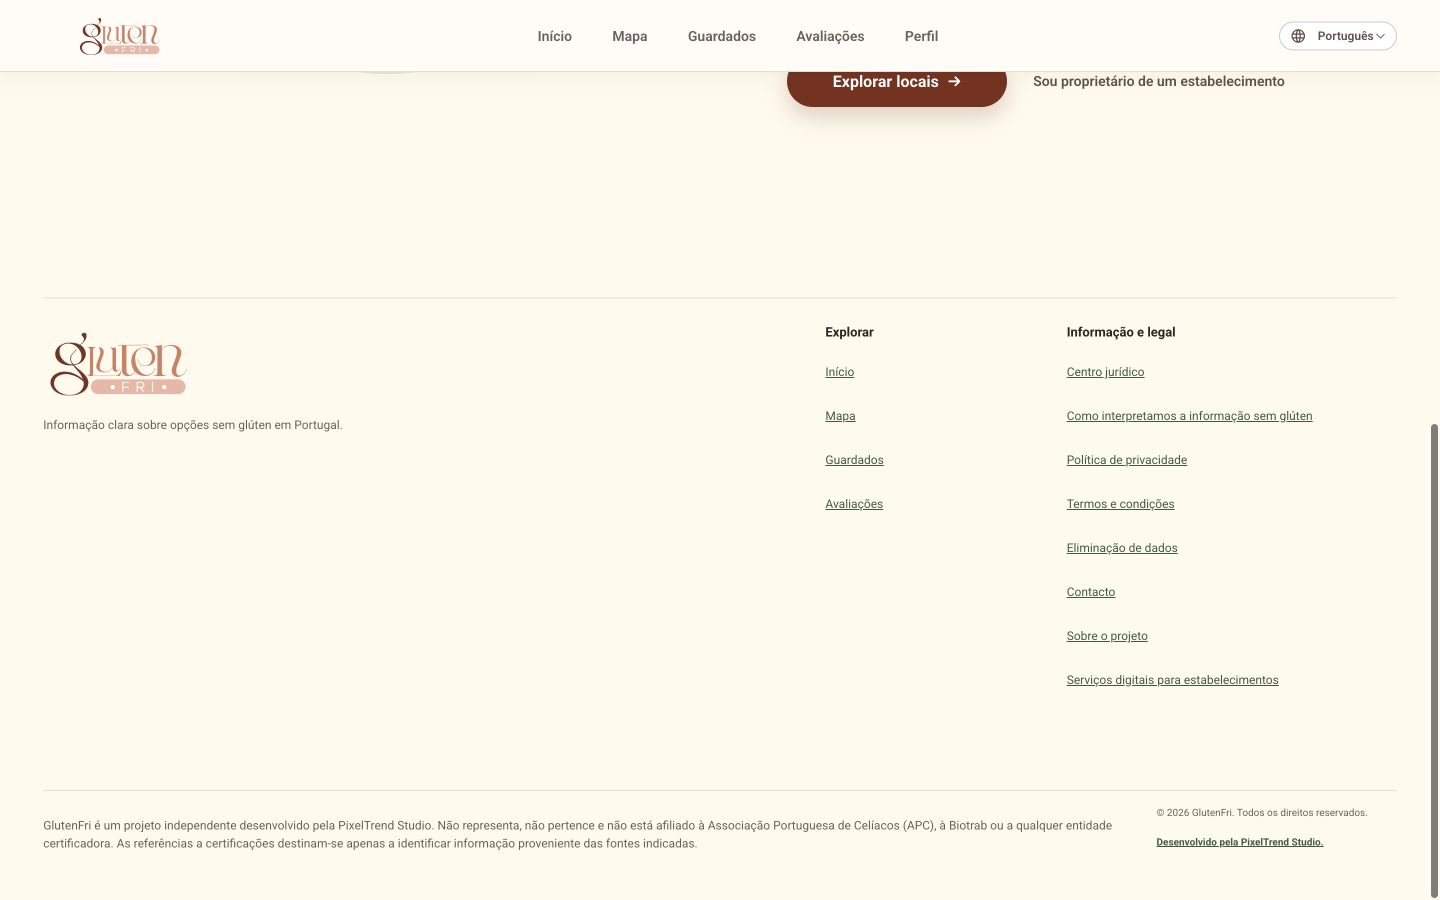 gluten
•FRI•
Início
Mapa
Guardados
Avaliações
Perfil
Português
Explorar locais →
Sou proprietário de um estabelecimento
gluten
•FRI•
Informação clara sobre opções sem glúten em Portugal.
Explorar
Início
Mapa
Guardados
Avaliações
Informação e legal
Centro jurídico
Como interpretamos a informação sem glúten
Política de privacidade
Termos e condições
Eliminação de dados
Contacto
Sobre o projeto
Serviços digitais para estabelecimentos
GlutenFri é um projeto independente desenvolvido pela PixelTrend Studio. Não representa, não pertence e não está afiliado à Associação Portuguesa de Celíacos (APC), à Biotrab ou a qualquer entidade
certificadora. As referências a certificações destinam-se apenas a identificar informação proveniente das fontes indicadas.
© 2026 GlutenFri. Todos os direitos reservados.
Desenvolvido pela PixelTrend Studio.